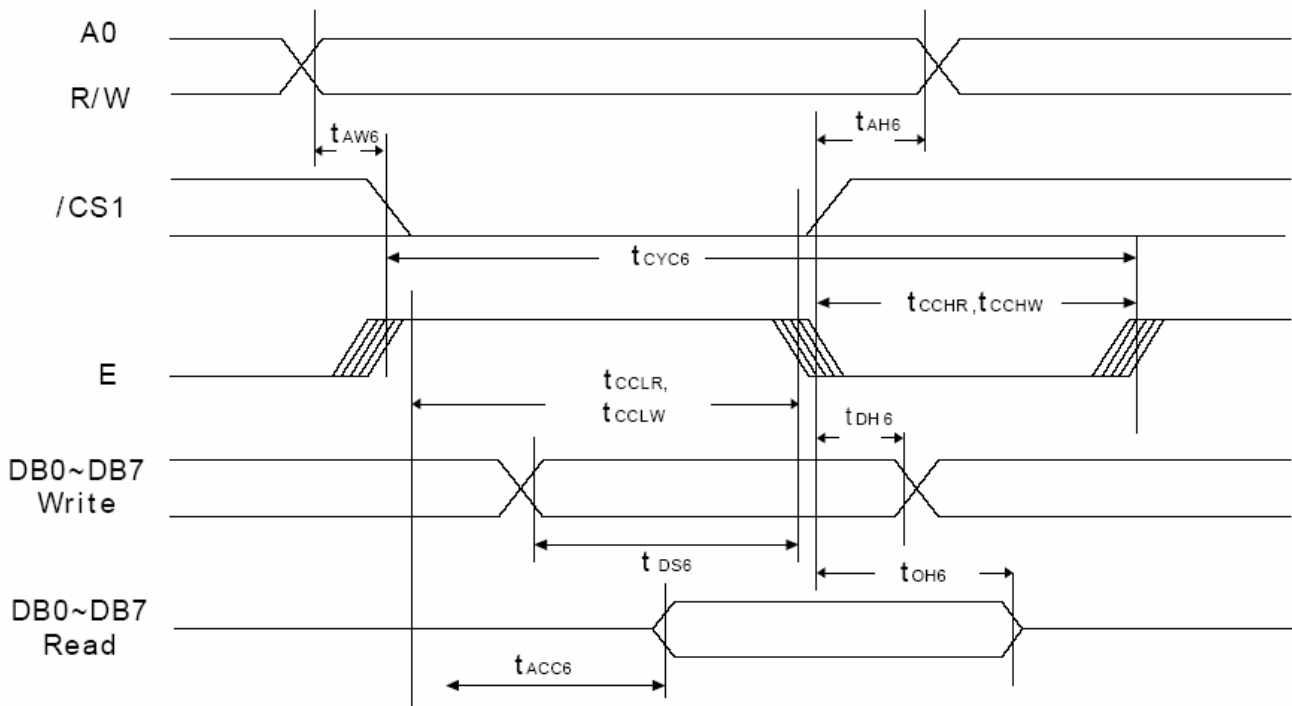 A0
R/W
tAW6
tAH6
/CS1
tCYC6
tCCHR,tCCHW
E
tCCLR,
tCCLW
tDH6
DB0~DB7
Write
tDS6
tOH6
DB0~DB7
Read
tACC6